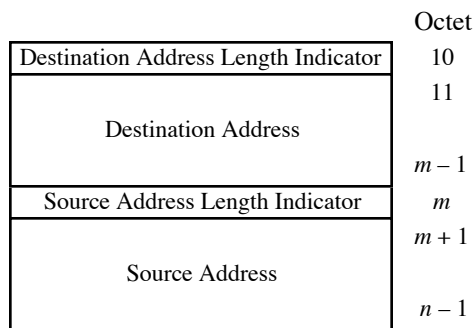 Octet
Destination Address Length Indicator 10
11
Destination Address
m – 1
Source Address Length Indicator m
m + 1
Source Address
n – 1